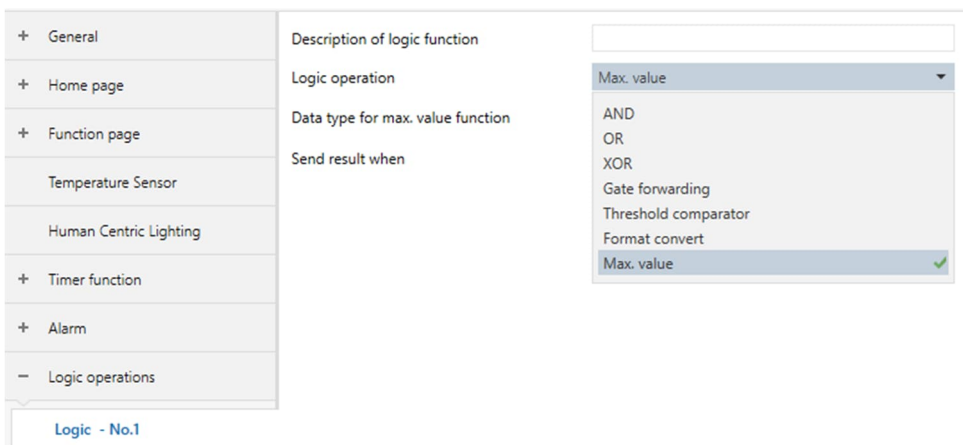 + General
+ Home page
+ Function page
Temperature Sensor
Human Centric Lighting
+ Timer function
+ Alarm
− Logic operations
Logic - No.1
Description of logic function
Logic operation
Max. value
Data type for max. value function
Send result when
AND
OR
XOR
Gate forwarding
Threshold comparator
Format convert
Max. value